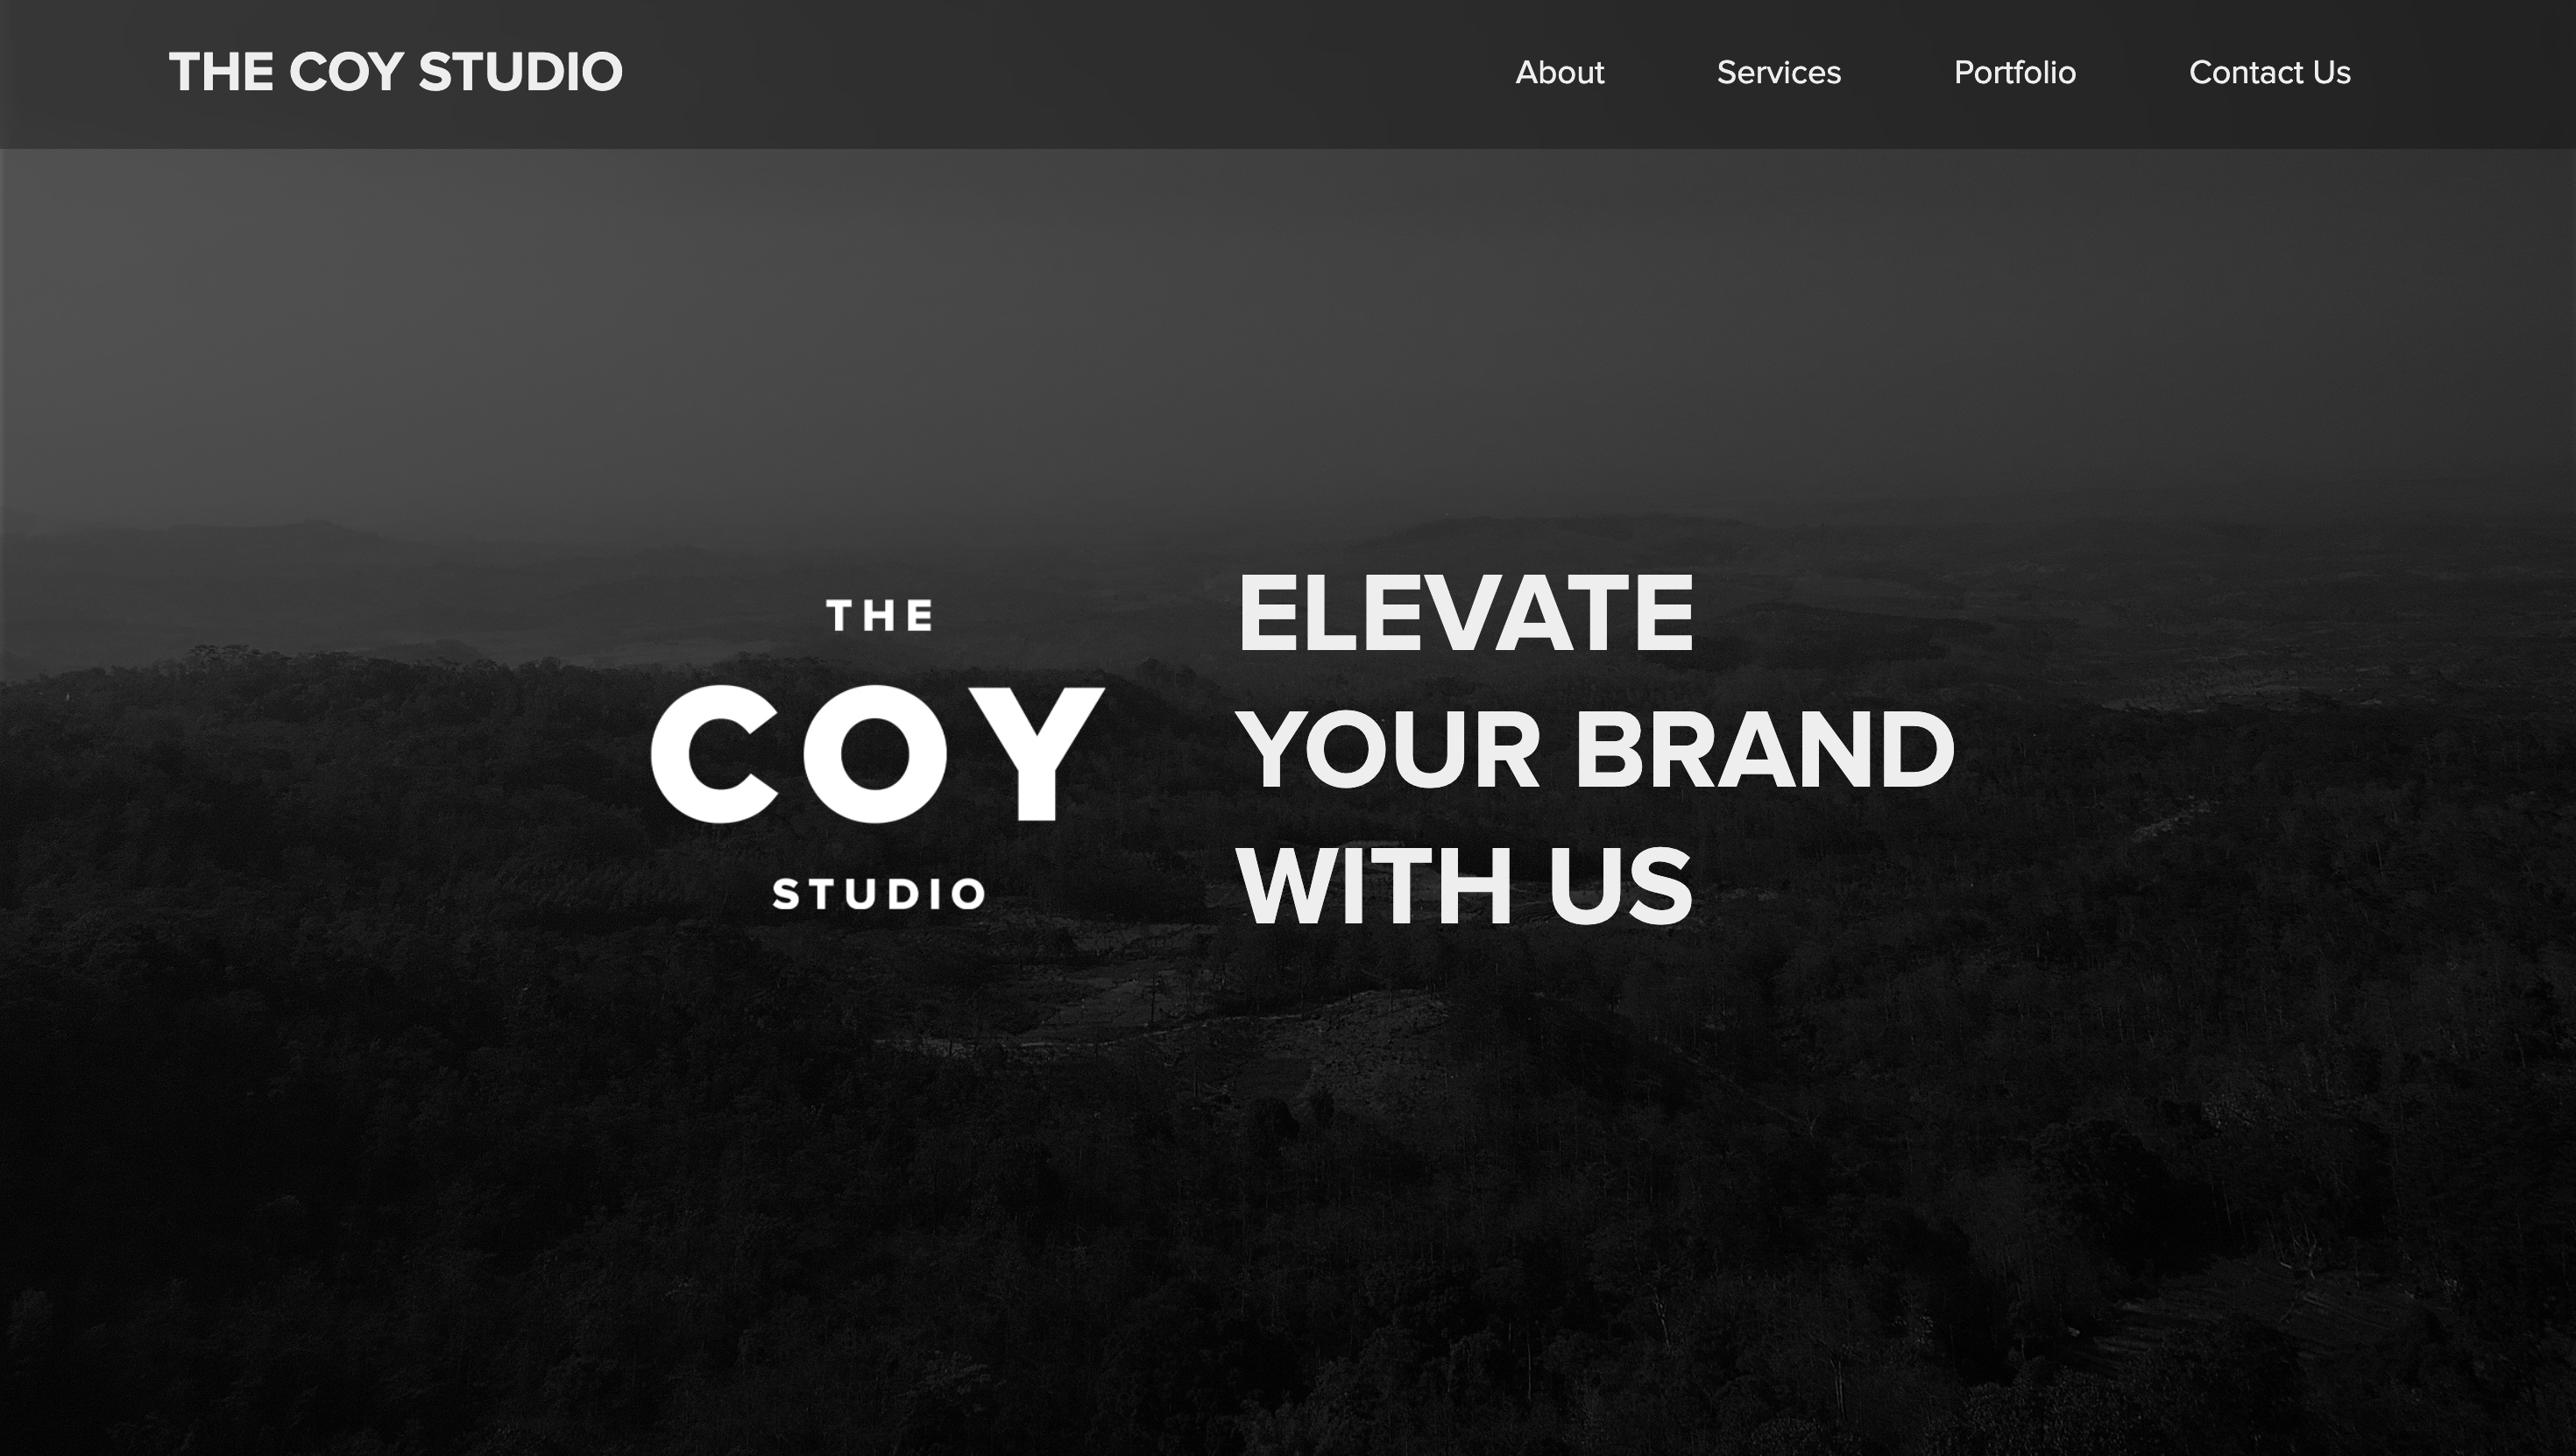 THE COY STUDIO
About
Services
Portfolio
Contact Us
THE
COY
STUDIO
ELEVATE
YOUR BRAND
WITH US